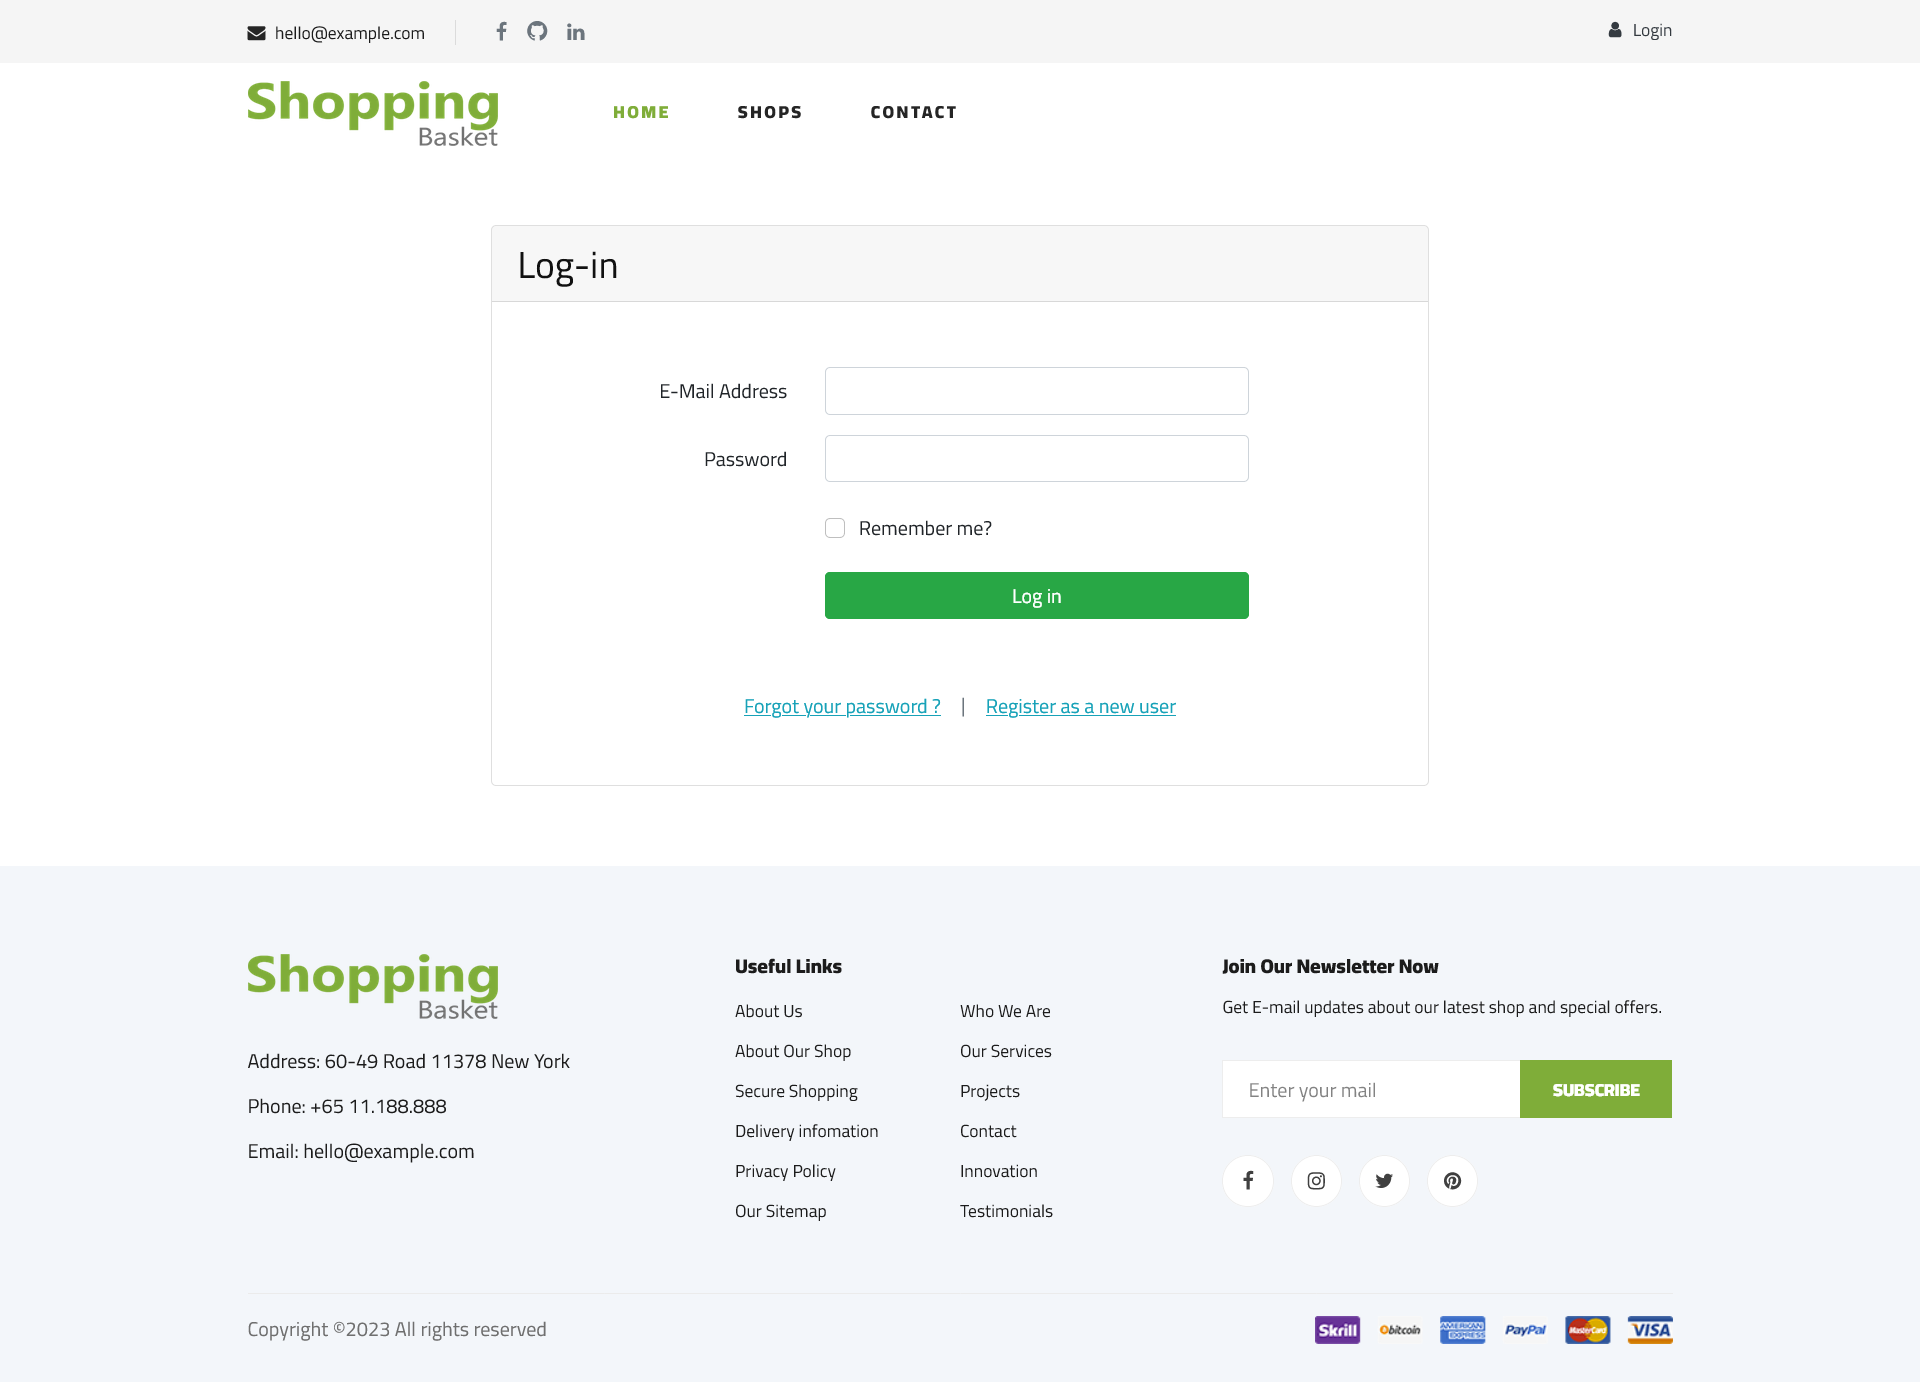 hello@example.com
Login
Shopping
Basket
HOME
SHOPS
CONTACT
Log-in
E-Mail Address
Password
Remember me?
Log in
Forgot your password ? | Register as a new user
Shopping
Basket
Address: 60-49 Road 11378 New York
Phone: +65 11.188.888
Email: hello@example.com
Useful Links
About Us
About Our Shop
Secure Shopping
Delivery infomation
Privacy Policy
Our Sitemap
Who We Are
Our Services
Projects
Contact
Innovation
Testimonials
Join Our Newsletter Now
Get E-mail updates about our latest shop and special offers.
Enter your mail
SUBSCRIBE
Copyright ©2023 All rights reserved
Skrill
bitcoin
AMERICAN EXPRESS
PayPal
MasterCard
VISA